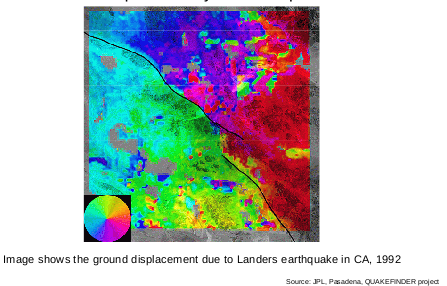 Image shows the ground displacement due to Landers earthquake in CA, 1992
Source: JPL, Pasadena, QUAKEFINDER project